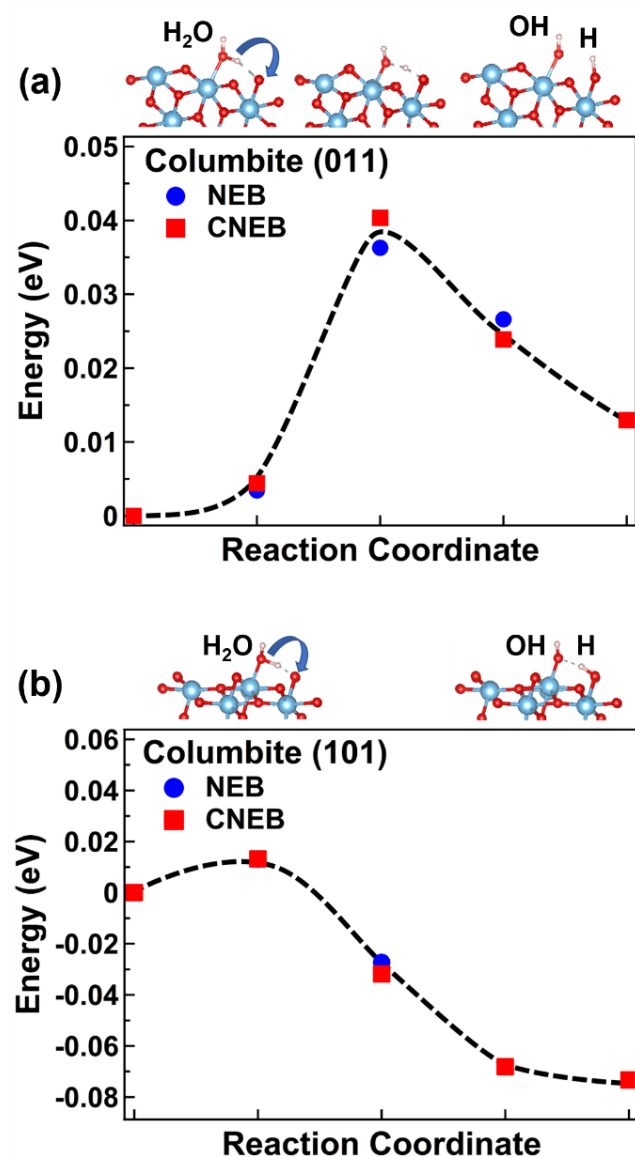 H₂O
OH
H
(a)
Columbite (011)
NEB
CNEB
0.05
0.04
0.03
0.02
0.01
0
Energy (eV)
Reaction Coordinate
H₂O
OH H
(b)
Columbite (101)
NEB
CNEB
0.06
0.04
0.02
0
-0.02
-0.04
-0.06
-0.08
Energy (eV)
Reaction Coordinate